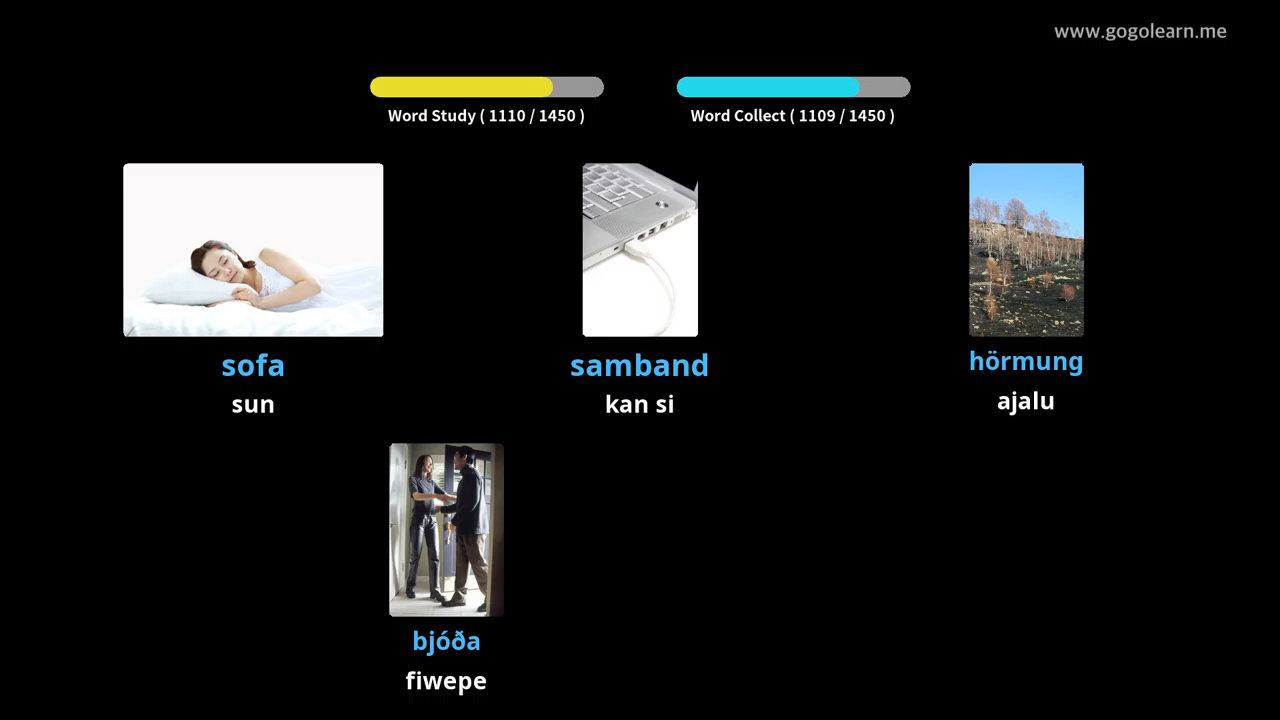 www.gogolearn.me
Word Study ( 1110 / 1450 )
Word Collect ( 1109 / 1450 )
sofa
sun
samband
kan si
hörmung
ajalu
bjóða
fiwepe